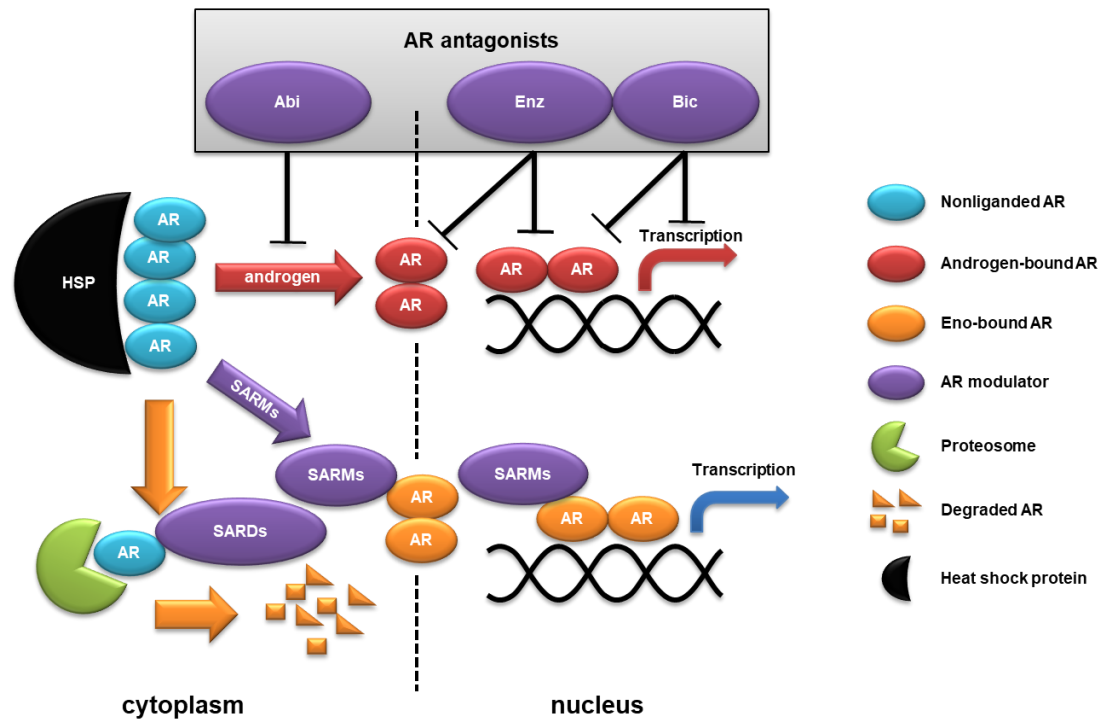 AR antagonists
Abi
Enz
Bic
HSP
AR
AR
AR
AR
androgen
AR
AR
AR
AR
Transcription
SARMs
SARMs
AR
AR
SARMs
AR
AR
Transcription
AR
SARDs
cytoplasm
nucleus
Nonliganded AR
Androgen-bound AR
Eno-bound AR
AR modulator
Proteosome
Degraded AR
Heat shock protein